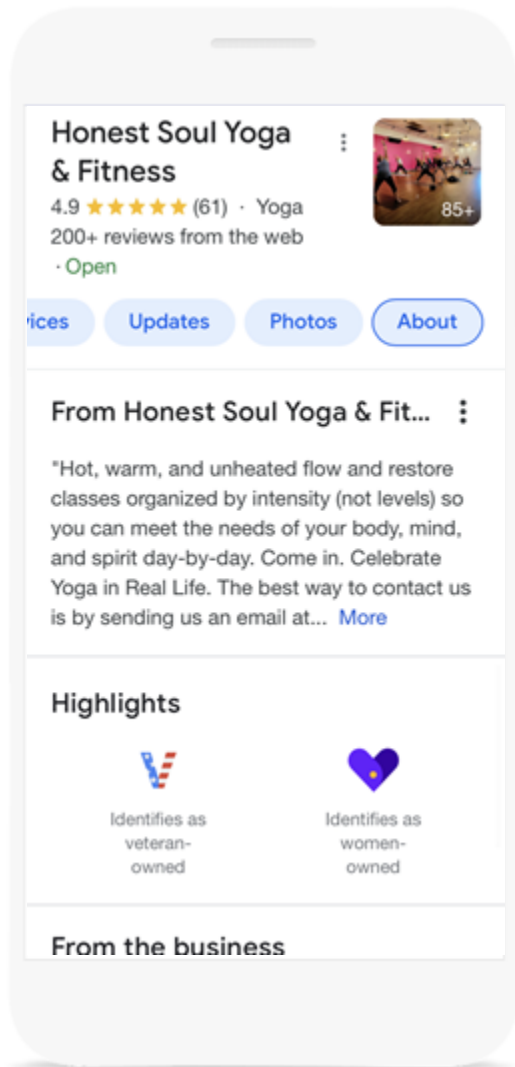 Honest Soul Yoga
& Fitness
4.9 ★★★★★ (61) · Yoga
200+ reviews from the web
· Open
85+
ices
Updates
Photos
About
From Honest Soul Yoga & Fit...
"Hot, warm, and unheated flow and restore
classes organized by intensity (not levels) so
you can meet the needs of your body, mind,
and spirit day-by-day. Come in. Celebrate
Yoga in Real Life. The best way to contact us
is by sending us an email at... More
Highlights
Identifies as
veteran-
owned
Identifies as
women-
owned
From the business